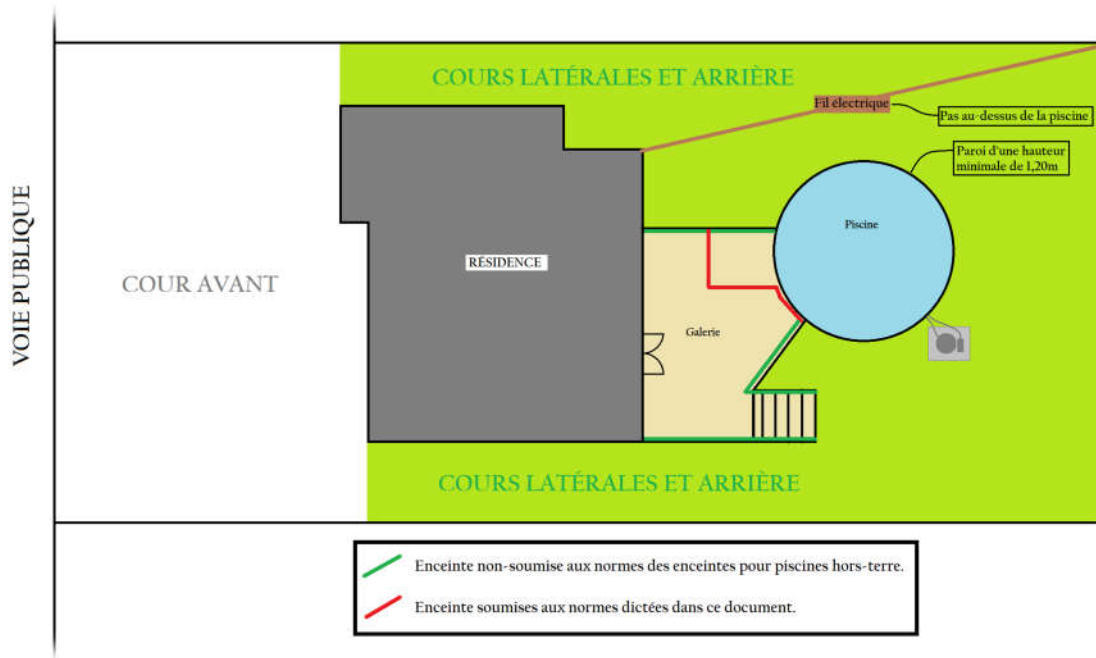 COURS LATÉRALES ET ARRIÈRE
Fil électrique
Pas au-dessus de la piscine
Paroi d'une hauteur
minimale de 1,20m
VOIE PUBLIQUE
COUR AVANT
RÉSIDENCE
Piscine
Galerie
COURS LATÉRALES ET ARRIÈRE
Enceinte non-soumise aux normes des enceintes pour piscines hors-terre.
Enceinte soumises aux normes dictées dans ce document.